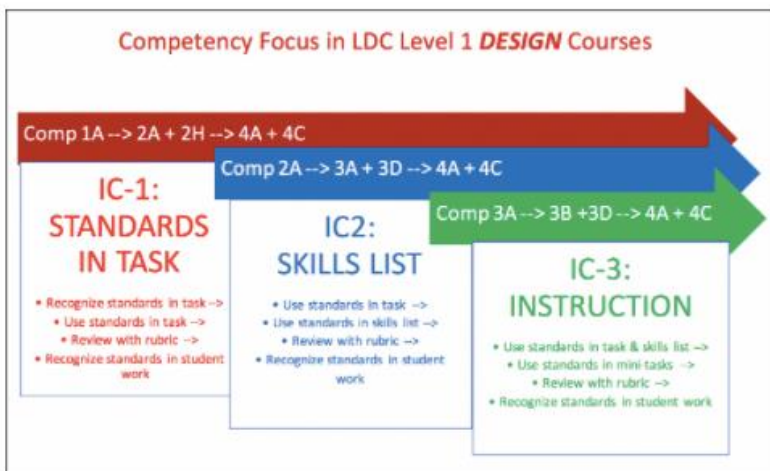 Competency Focus in LDC Level 1 DESIGN Courses
Comp 1A --> 2A + 2H --> 4A + 4C
Comp 2A --> 3A + 3D --> 4A + 4C
Comp 3A --> 3B +3D --> 4A + 4C
IC-1:
STANDARDS
IN TASK
• Recognize standards in task -->
• Use standards in task -->
• Review with rubric -->
• Recognize standards in student
work
IC2:
SKILLS LIST
• Use standards in task -->
• Use standards in skills list -->
• Review with rubric -->
• Recognize standards in student
work
IC-3:
INSTRUCTION
• Use standards in task & skills list -->
• Use standards in mini-tasks -->
• Review with rubric -->
• Recognize standards in student work